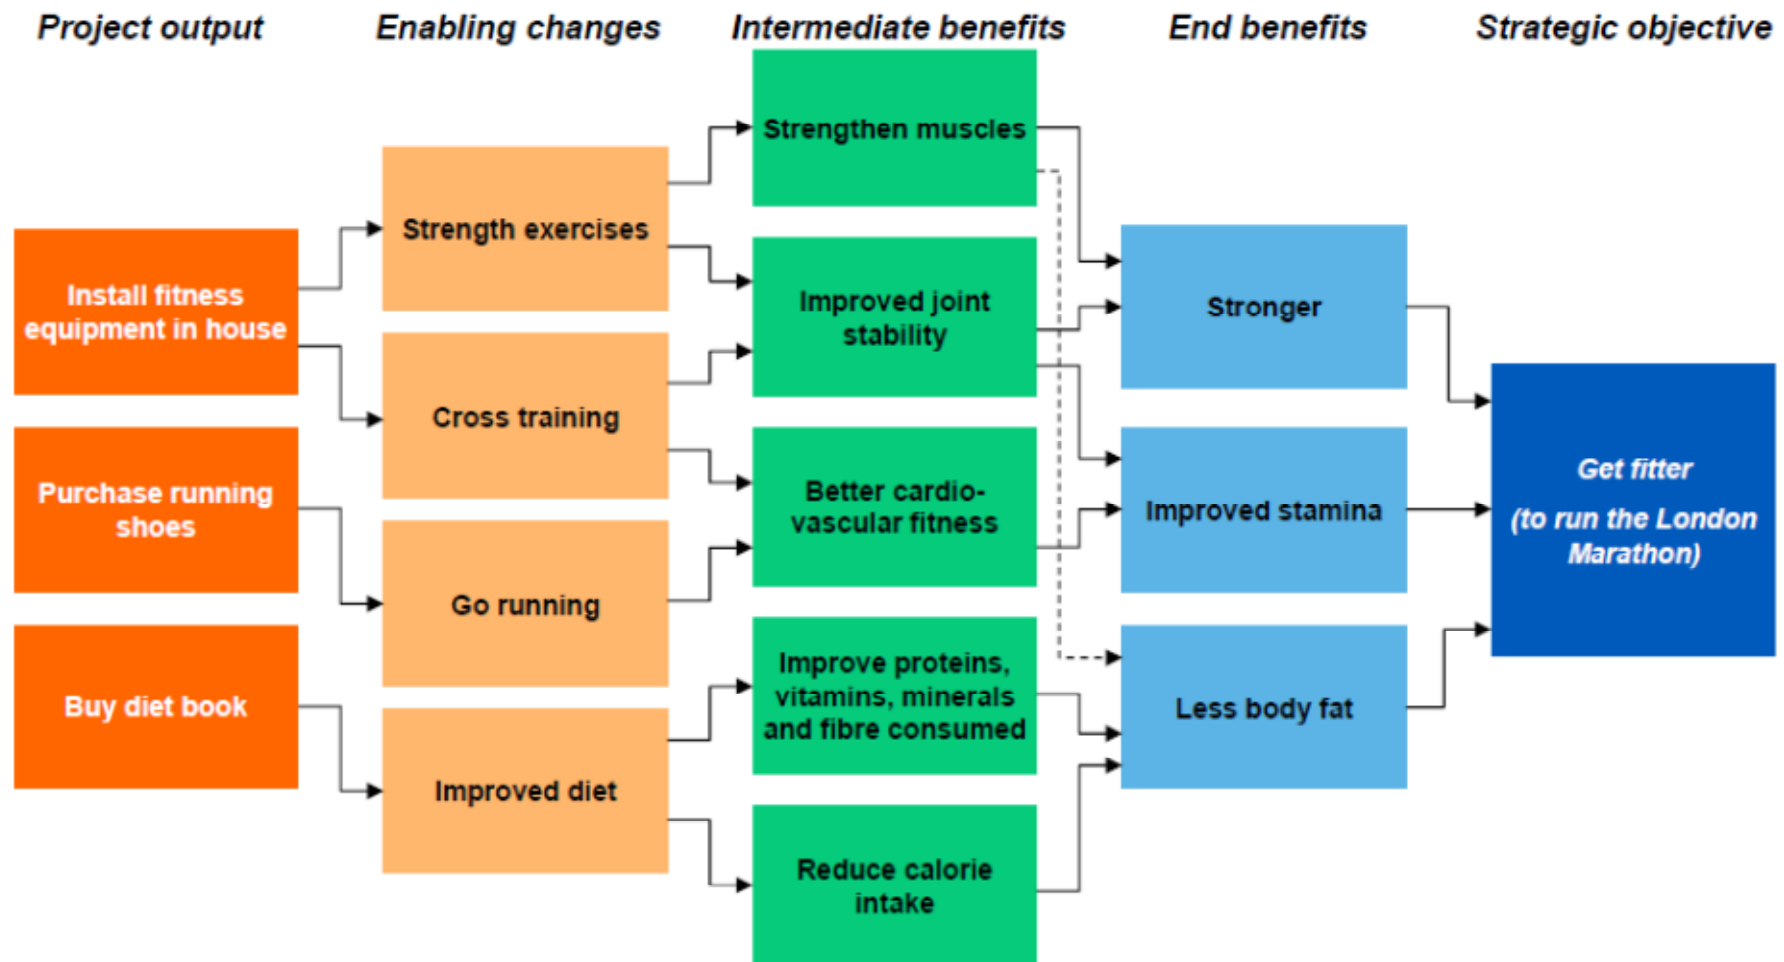 Project output
Enabling changes
Intermediate benefits
End benefits
Strategic objective
Install fitness
equipment in house
Purchase running
shoes
Buy diet book
Strength exercises
Cross training
Go running
Improved diet
Strengthen muscles
Improved joint
stability
Better cardio-
vascular fitness
Improve proteins,
vitamins, minerals
and fibre consumed
Reduce calorie
intake
Stronger
Improved stamina
Less body fat
Get fitter
(to run the London
Marathon)